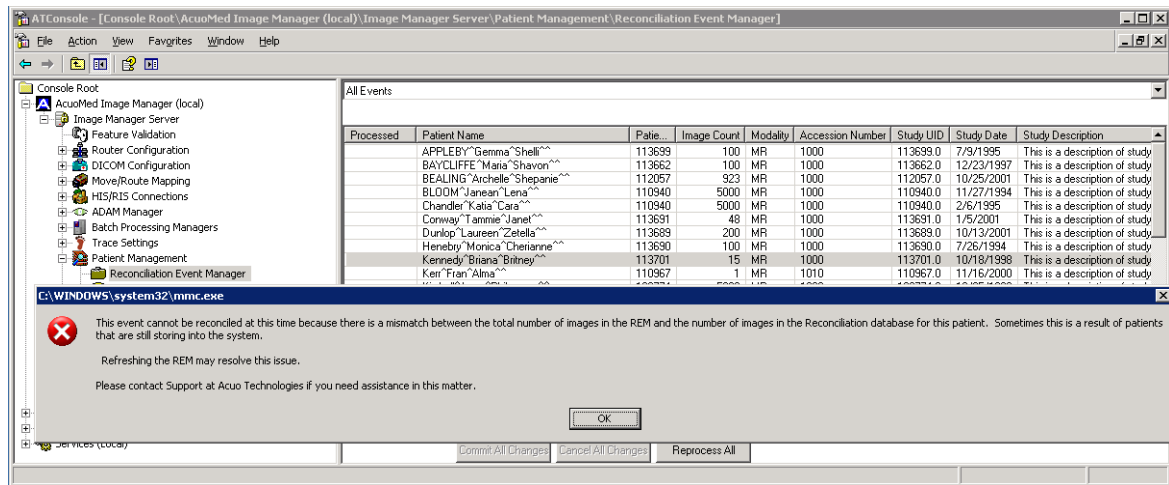 ATConsole - [Console Root\AcuoMed Image Manager (local)\Image Manager Server\Patient Management\Reconciliation Event Manager]
File Action View Favorites Window Help
Console Root
AcuoMed Image Manager (local)
Image Manager Server
Feature Validation
Router Configuration
DICOM Configuration
Move/Route Mapping
HIS/RIS Connections
ADAM Manager
Batch Processing Managers
Trace Settings
Patient Management
Reconciliation Event Manager
All Events
Processed Patient Name Patie... Image Count Modality Accession Number Study UID Study Date Study Description
APPLEBY^Gemma^Shelli^^ 113699 100 MR 1000 113699.0 7/9/1995 This is a description of study
BAYCLIFFE^Maria^Shavon^^ 113662 100 MR 1000 113662.0 12/23/1997 This is a description of study
BEALING^Archelle^Shepanie^^ 112057 923 MR 1000 112057.0 10/25/2001 This is a description of study
BLOOM^Janean^Lena^^ 110940 5000 MR 1000 110940.0 11/27/1994 This is a description of study
Chandler^Katia^Cara^^ 110940 5000 MR 1000 110940.0 2/6/1995 This is a description of study
Conway^Tammie^Janet^^ 113691 48 MR 1000 113691.0 1/5/2001 This is a description of study
Dunlop^Laureen^Zetella^^ 113689 200 MR 1000 113689.0 10/13/2001 This is a description of study
Henebry^Monica^Cherianne^^ 113690 100 MR 1000 113690.0 7/26/1994 This is a description of study
Kennedy^Briana^Britney^^ 113701 15 MR 1000 113701.0 10/18/1998 This is a description of study
Kerr^Fran^Alma^^ 110967 1 MR 1010 110967.0 11/16/2000 This is a description of study
C:\WINDOWS\system32\mmc.exe
This event cannot be reconciled at this time because there is a mismatch between the total number of images in the REM and the number of images in the Reconciliation database for this patient. Sometimes this is a result of patients
that are still storing into the system.
Refreshing the REM may resolve this issue.
Please contact Support at Acuo Technologies if you need assistance in this matter.
OK
Services (Local)
Commit All Changes Cancel All Changes Reprocess All